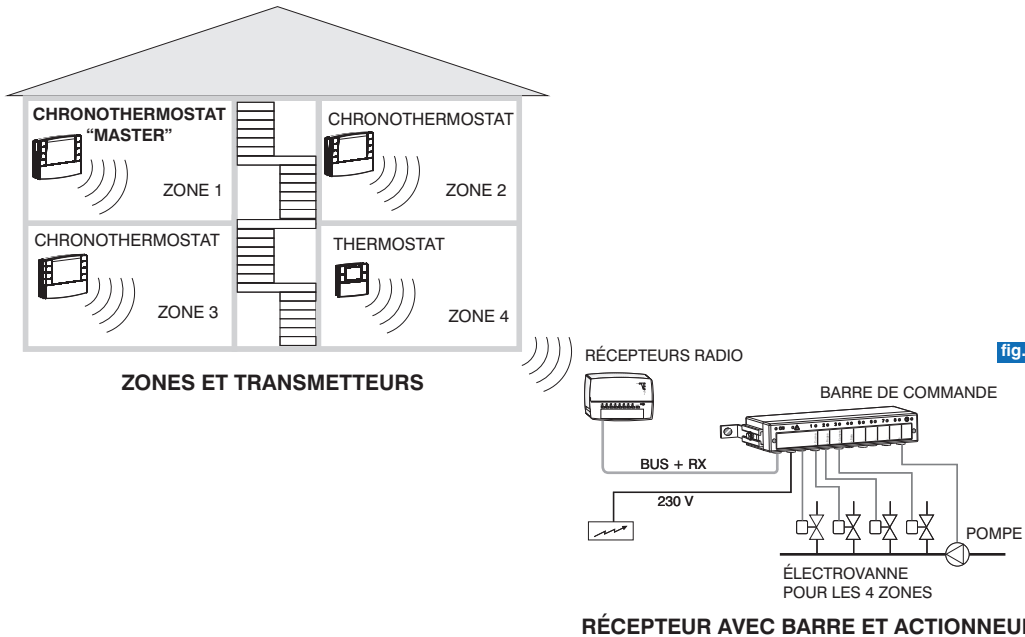 CHRONOTHERMOSTAT
“MASTER”
ZONE 1
CHRONOTHERMOSTAT
ZONE 2
CHRONOTHERMOSTAT
ZONE 3
THERMOSTAT
ZONE 4
ZONES ET TRANSMETTEURS
RÉCEPTEURS RADIO
fig.
BARRE DE COMMANDE
BUS + RX
230 V
POMPE
ÉLECTROVANNE
POUR LES 4 ZONES
RÉCEPTEUR AVEC BARRE ET ACTIONNEU